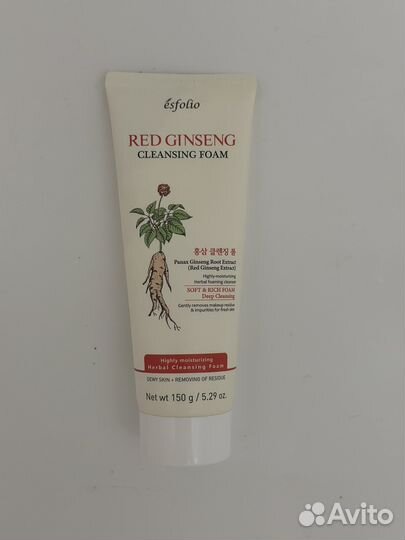 ésfolio
RED GINSENG
CLEANSING FOAM
홍삼 클렌징 폼
Panax Ginseng Root Extract
(Red Ginseng Extract)
Highly-moisturizing
Herbal foaming cleanse
SOFT & RICH FOAM
Deep Cleansing
Gently removes makeup residue
& impurities for fresh skin
Highly moisturizing
Herbal Cleansing Foam
DEWY SKIN + REMOVING OF RESIDUE
Net wt 150 g / 5.29 oz.
Avito